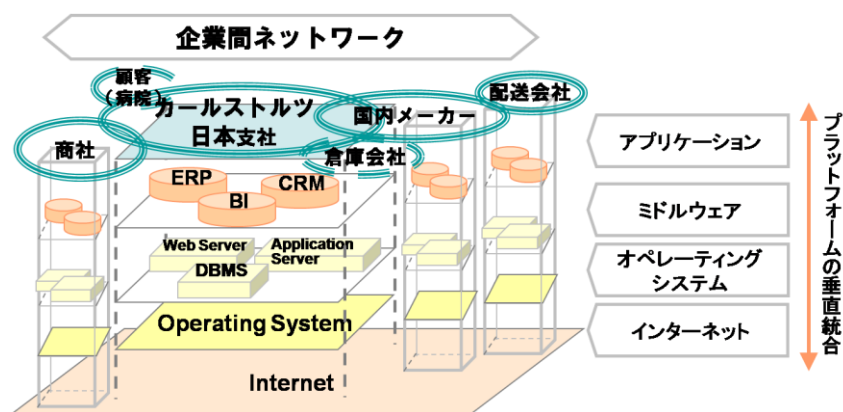 企業間ネットワーク
顧客
（病院）
カールストルツ
日本支社
国内メーカー
配送会社
商社
倉庫会社
ERP
CRM
BI
Web Server
Application
Server
DBMS
Operating System
Internet
アプリケーション
ミドルウェア
オペレーティング
システム
インターネット
プラットフォームの垂直統合